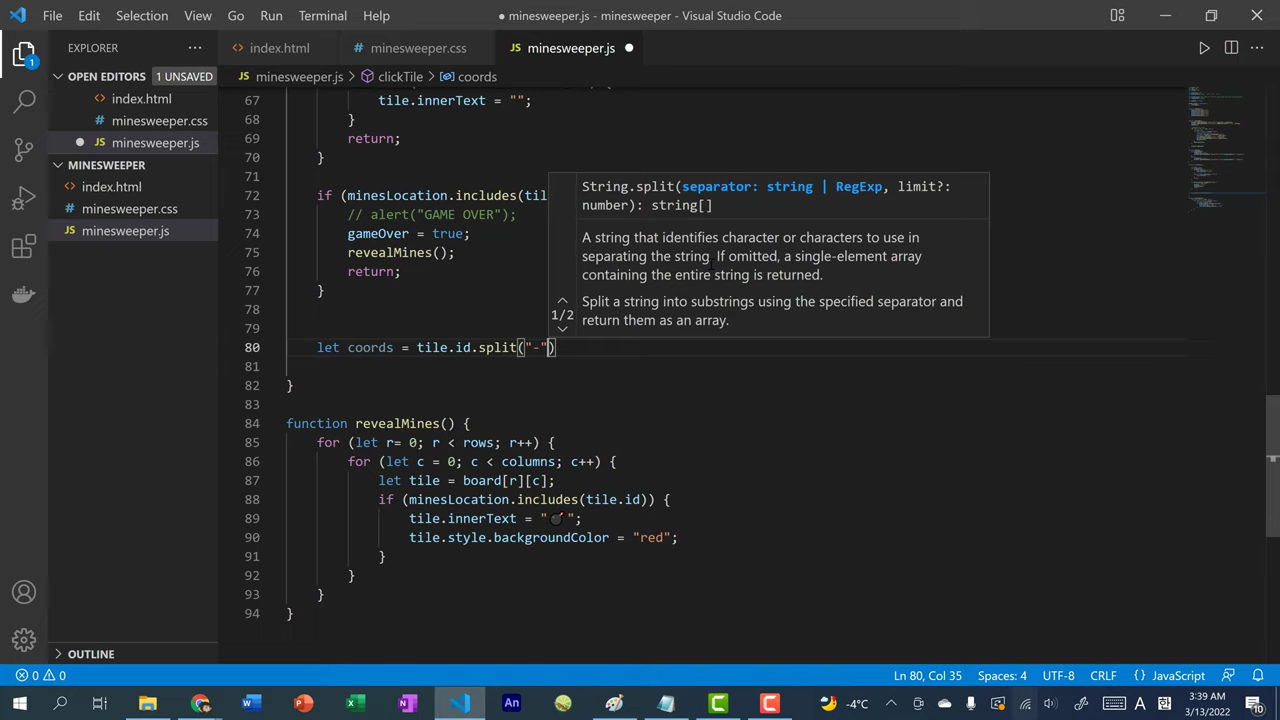 File Edit Selection View Go Run Terminal Help
● minesweeper.js - minesweeper - Visual Studio Code
EXPLORER
OPEN EDITORS 1 UNSAVED
index.html
minesweeper.css
JS minesweeper.js
MINESWEEPER
index.html
minesweeper.css
minesweeper.js
OUTLINE
1
index.html # minesweeper.css JS minesweeper.js ●
JS minesweeper.js > clickTile > coords
67 tile.innerText = "";
68 }
69 return;
70 }
71
72 if (minesLocation.includes(til
73 // alert("GAME OVER");
74 gameOver = true;
75 revealMines();
76 return;
77 }
78
79
80 let coords = tile.id.split("-")
81
82 }
83
84 function revealMines() {
85 for (let r= 0; r < rows; r++) {
86 for (let c = 0; c < columns; c++) {
87 let tile = board[r][c];
88 if (minesLocation.includes(tile.id)) {
89 tile.innerText = "💣";
90 tile.style.backgroundColor = "red";
91 }
92 }
93 }
94 }
String.split(separator: string | RegExp, limit?:
number): string[]
A string that identifies character or characters to use in
separating the string. If omitted, a single-element array
containing the entire string is returned.
1/2
Split a string into substrings using the specified separator and
return them as an array.
0 0 Ln 80, Col 35 Spaces: 4 UTF-8 CRLF {} JavaScript
-4°C A 3:39 AM
3/13/2022
10